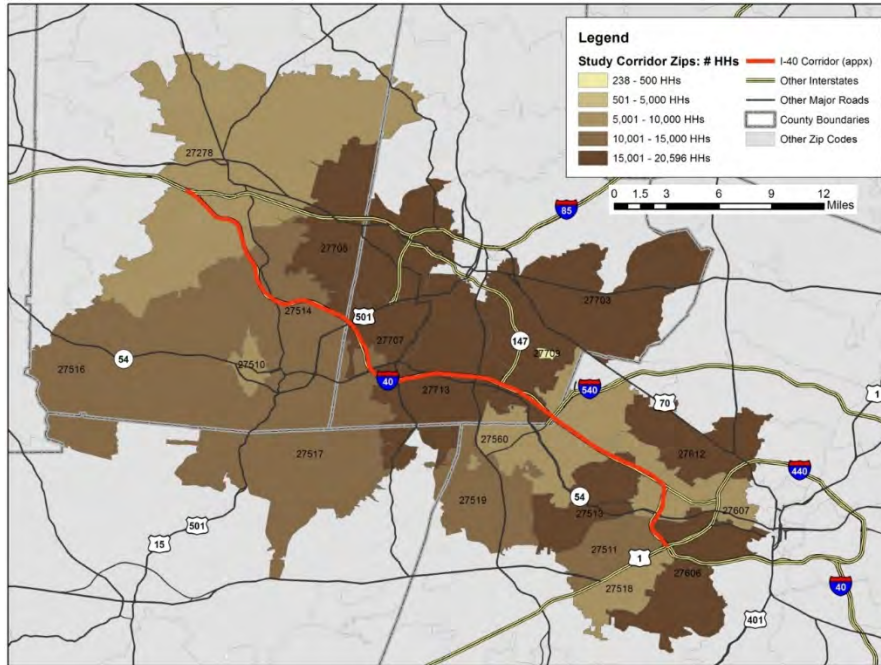 Legend
Study Corridor Zips: # HHs
238 - 500 HHs
501 - 5,000 HHs
5,001 - 10,000 HHs
10,001 - 15,000 HHs
15,001 - 20,596 HHs
I-40 Corridor (appx)
Other Interstates
Other Major Roads
County Boundaries
Other Zip Codes
0 1.5 3 6 9 12
Miles
85
27278
27705
27703
27514
501
27707
147
27516
54
27510
40
27713
540
70
1
27560
27612
27517
440
27519
54
27513
27607
501
15
27511
1
27606
27518
40
401